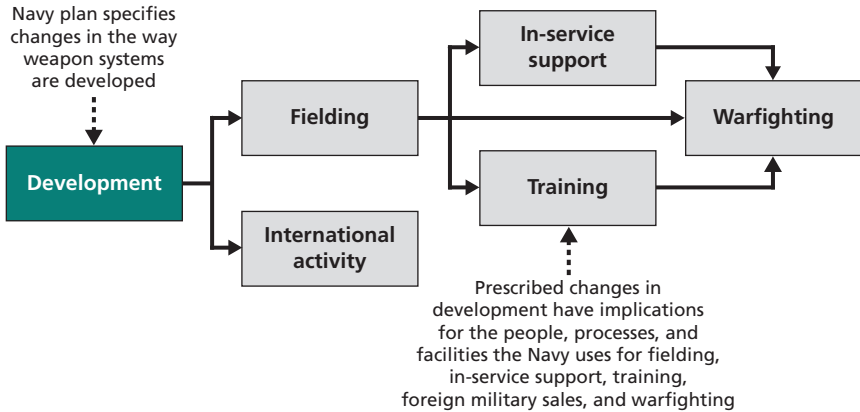 Navy plan specifies
changes in the way
weapon systems
are developed
Development
Fielding
International
activity
In-service
support
Training
Warfighting
Prescribed changes in
development have implications
for the people, processes, and
facilities the Navy uses for fielding,
in-service support, training,
foreign military sales, and warfighting